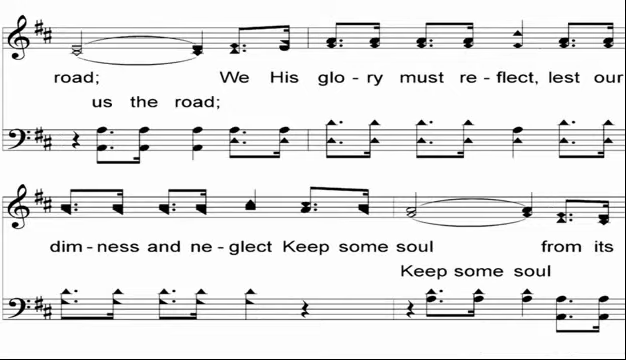 road; We His glo - ry must re - flect, lest our
us the road;
dim - ness and ne - glect Keep some soul from its
Keep some soul